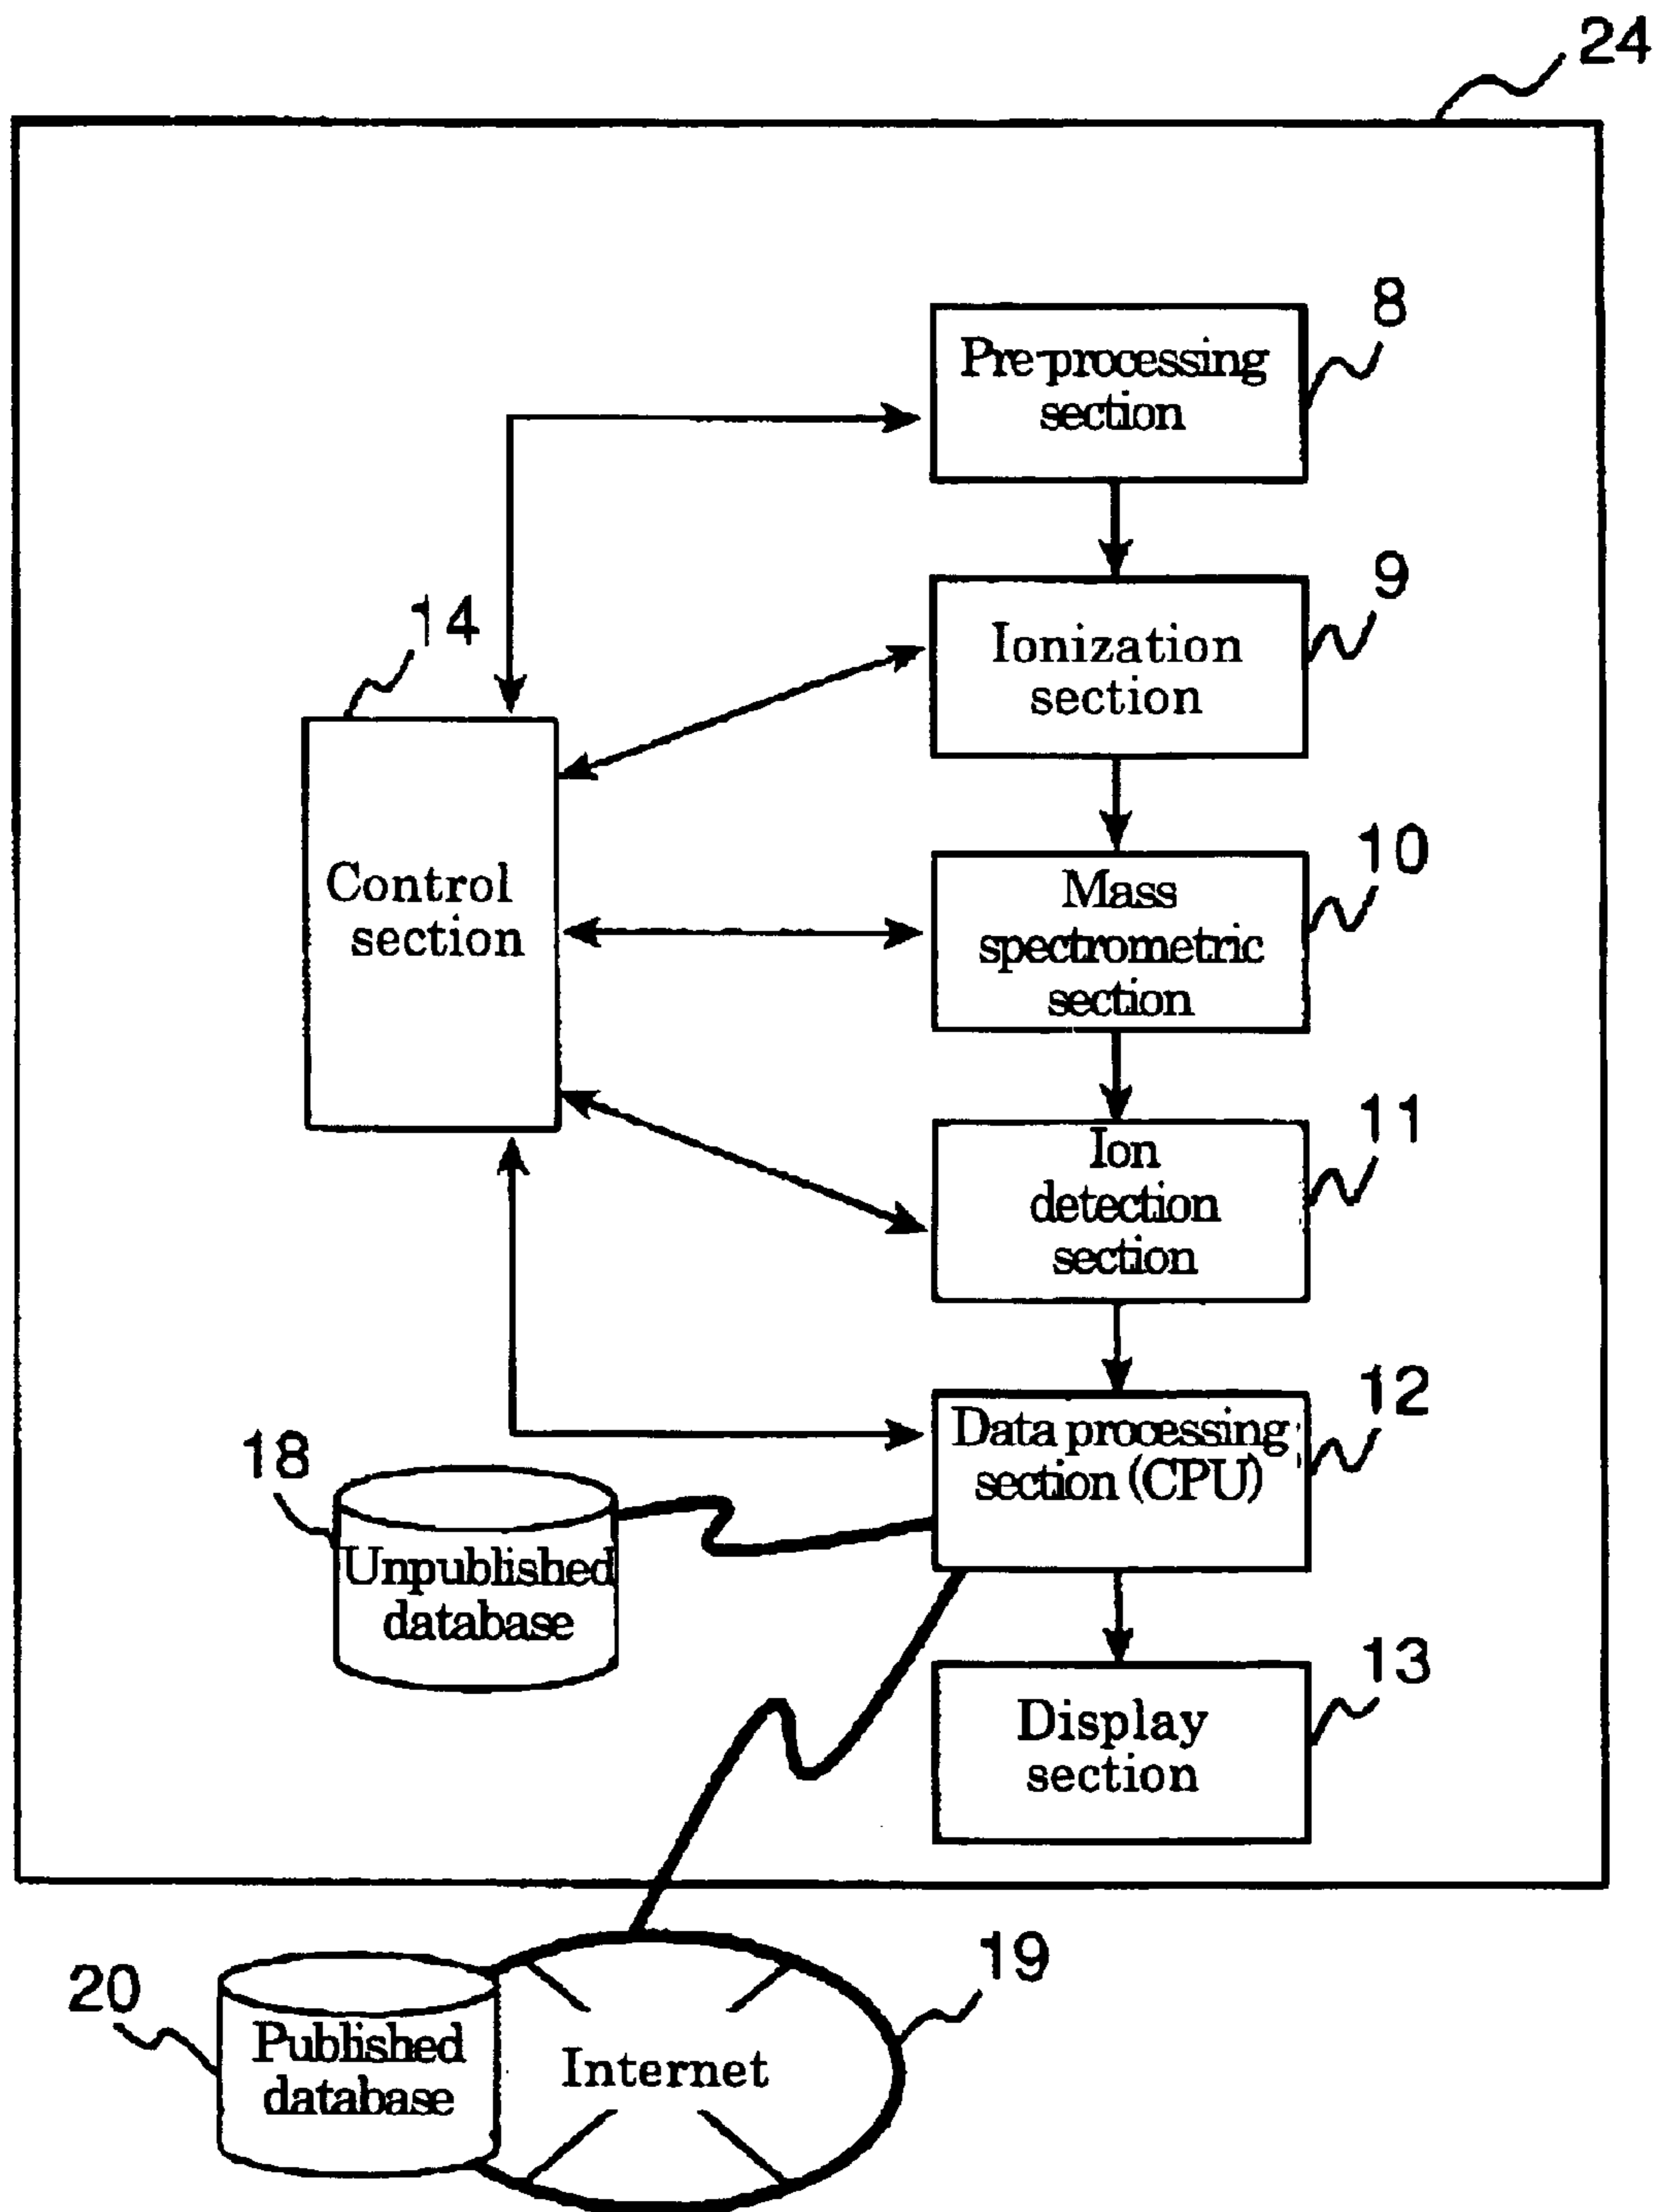 24
8
Pre-processing
section
9
Ionization
section
14
Control
section
10
Mass
spectrometric
section
11
Ion
detection
section
12
Data processing
section (CPU)
18
Unpublished
database
13
Display
section
19
20
Published
database
Internet